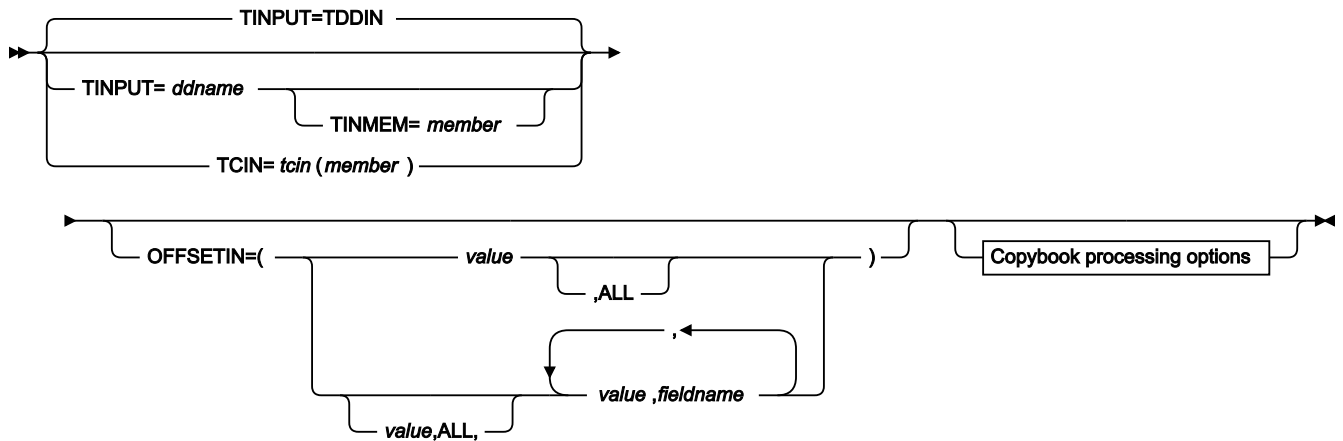 TINPUT=TDDIN
TINPUT= ddname
TINMEM= member
TCIN= tcin ( member )
OFFSETIN=( value )
,ALL
Copybook processing options
,
value ,fieldname
value,ALL,